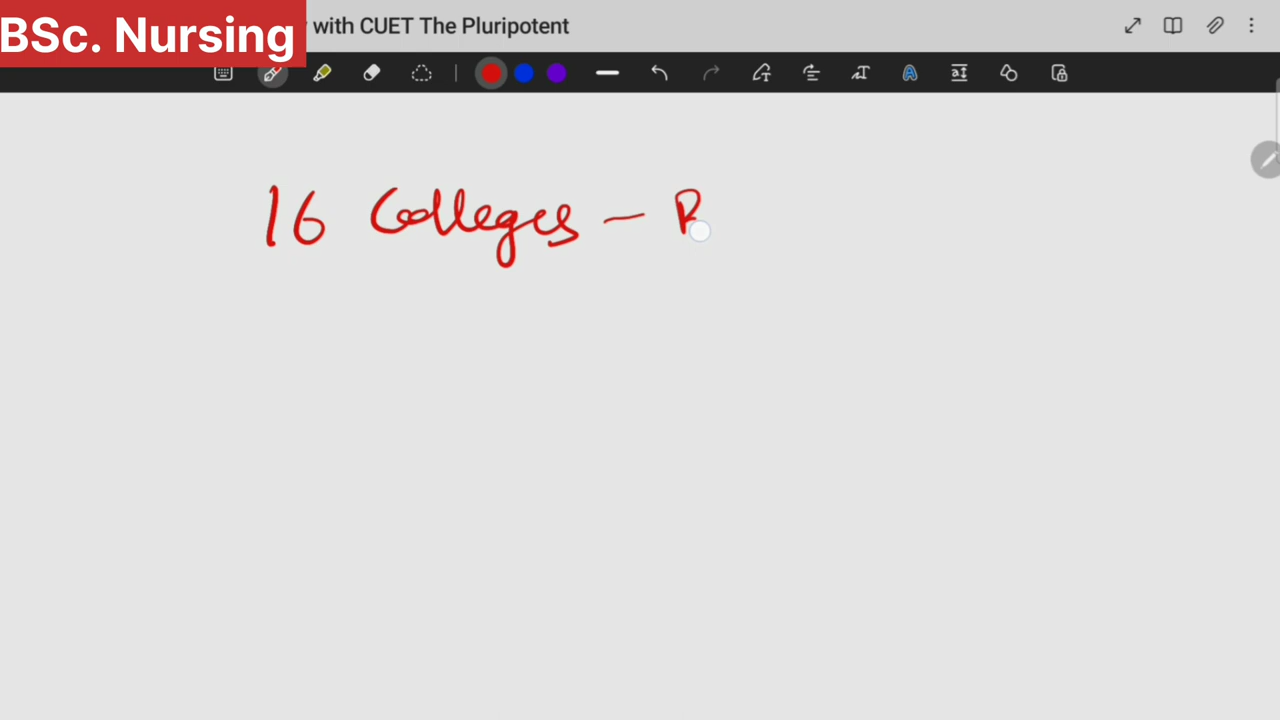 BSc. Nursing with CUET The Pluripotent
16 Colleges –